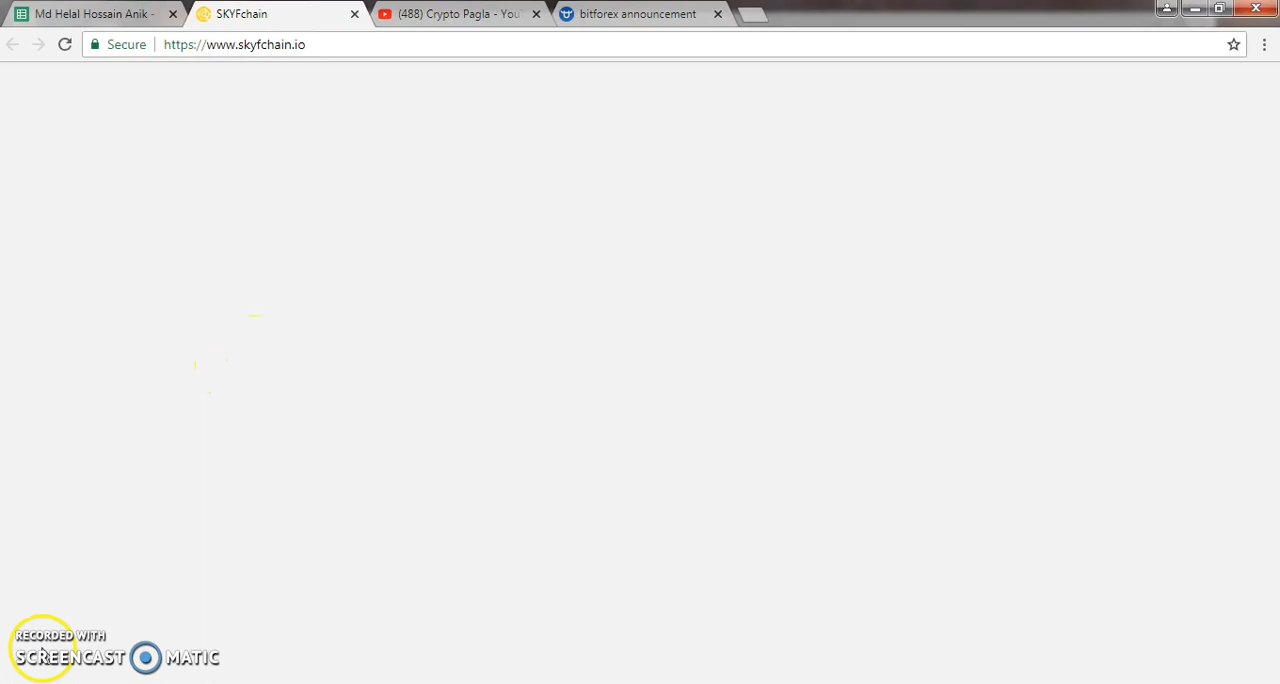 Md Helal Hossain Anik -
SKYFchain
(488) Crypto Pagla - You
bitforex announcement
Secure
https://www.skyfchain.io
RECORDED WITH
SCREENCAST MATIC